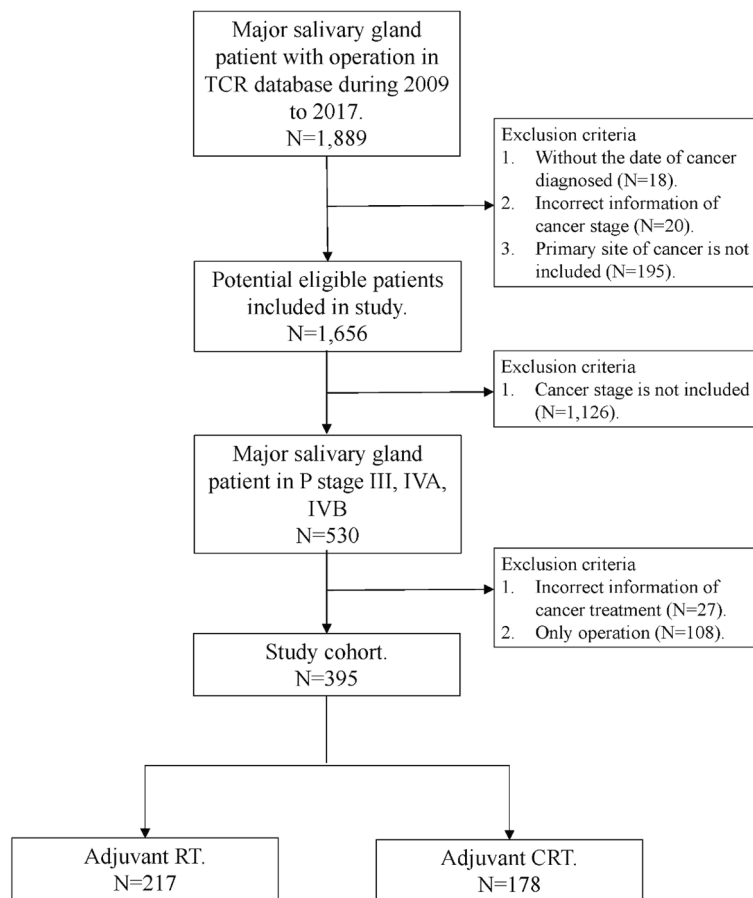 Major salivary gland
patient with operation in
TCR database during 2009
to 2017.
N=1,889
Exclusion criteria
1. Without the date of cancer
diagnosed (N=18).
2. Incorrect information of
cancer stage (N=20).
3. Primary site of cancer is not
included (N=195).
Potential eligible patients
included in study.
N=1,656
Exclusion criteria
1. Cancer stage is not included
(N=1,126).
Major salivary gland
patient in P stage III, IVA,
IVB
N=530
Exclusion criteria
1. Incorrect information of
cancer treatment (N=27).
2. Only operation (N=108).
Study cohort.
N=395
Adjuvant RT.
N=217
Adjuvant CRT.
N=178